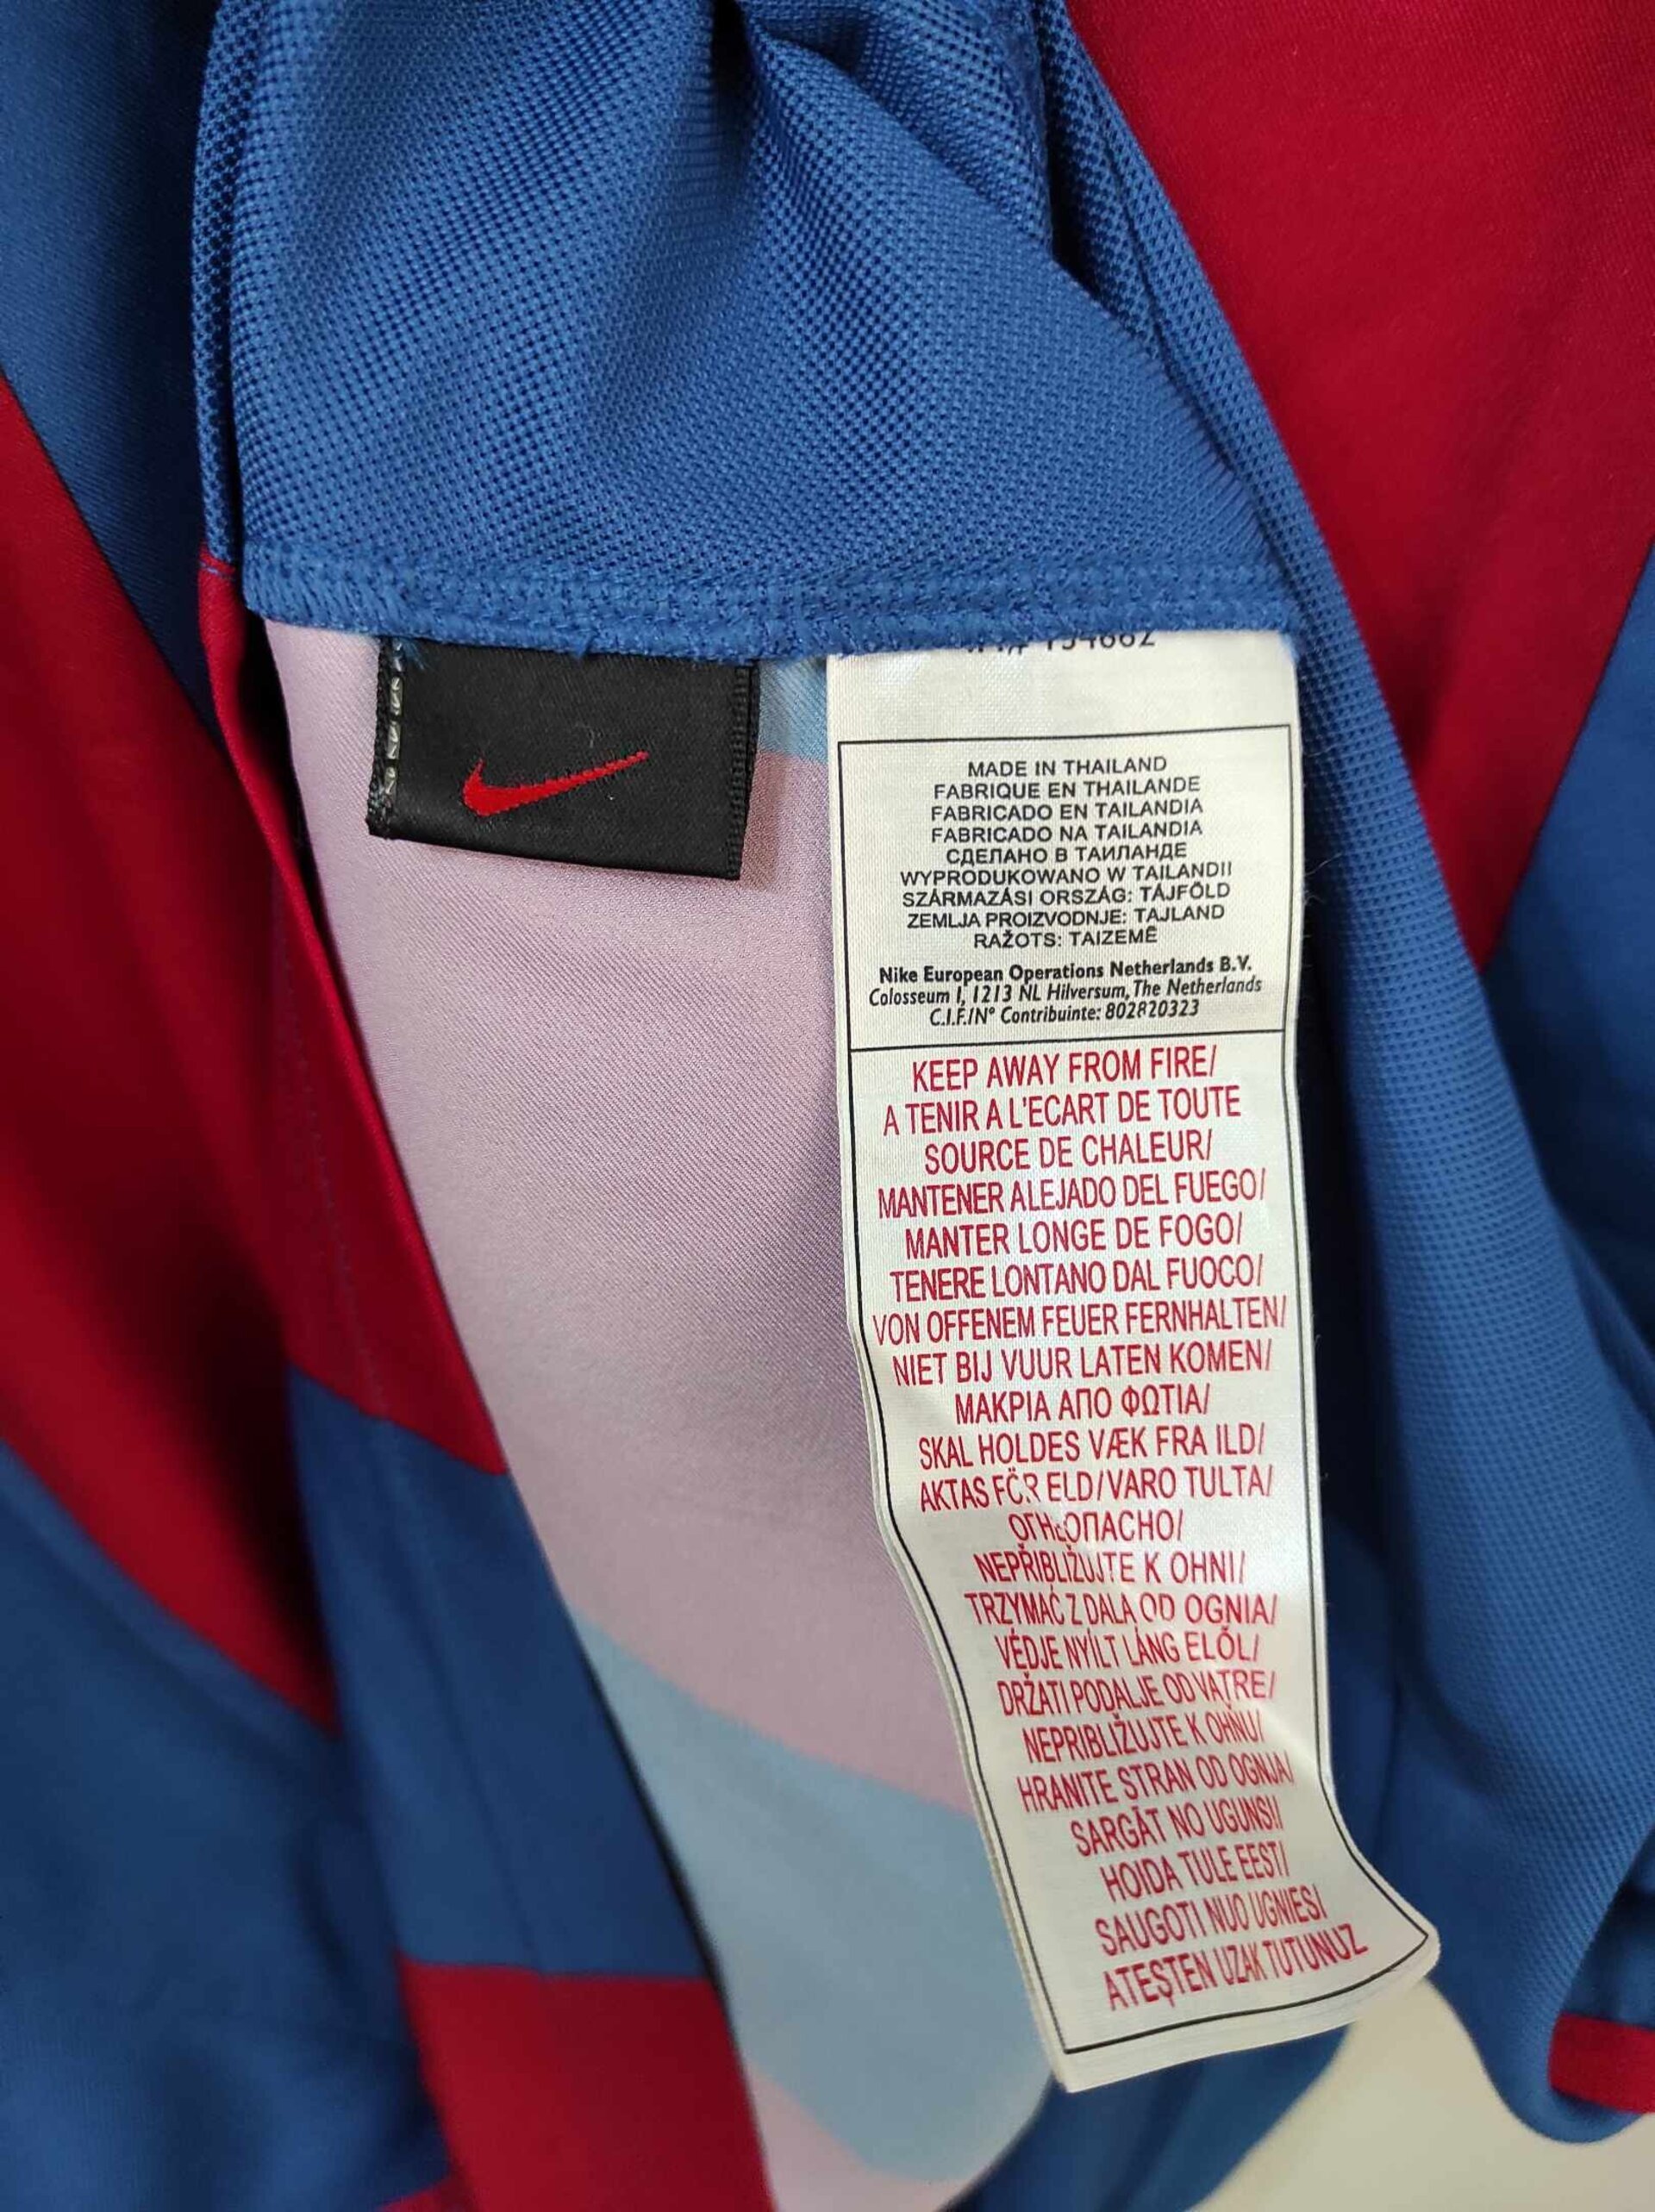 MADE IN THAILAND
FABRIQUE EN THAILANDE
FABRICADO EN TAILANDIA
FABRICADO NA TAILANDIA
СДЕЛАНО В ТАИЛАНДЕ
WYPRODUKOWANO W TAILANDII
SZÁRMAZÁSI ORSZÁG: TÁJFÖLD
ZEMLJA PROIZVODNJE: TAJLAND
RAŽOTS: TAIZEMĒ
Nike European Operations Netherlands B.V.
Colosseum 1, 1213 NL Hilversum, The Netherlands
C.I.F./Nº Contribuinte: 802820323
KEEP AWAY FROM FIRE/
A TENIR A L'ECART DE TOUTE
SOURCE DE CHALEUR/
MANTENER ALEJADO DEL FUEGO/
MANTER LONGE DE FOGO/
TENERE LONTANO DAL FUOCO/
VON OFFENEM FEUER FERNHALTEN/
NIET BIJ VUUR LATEN KOMEN/
ΜΑΚΡΙΑ ΑΠΟ ΦΩΤΙΑ/
SKAL HOLDES VÆK FRA ILD/
AKTAS FÖR ELD/VARO TULTA/
ОГНЕОПАСНО/
NEPŘIBLIŽUJTE K OHNI/
TRZYMAĆ Z DALA OD OGNIA/
VÉDJE NYÍLT LÁNG ELŐL/
DRŽATI PODALJE OD VATRE/
NEPRIBLIŽUJTE K OHŇU/
HRANITE STRAN OD OGNJA/
SARGĀT NO UGUNS!/
HOIDA TULE EEST/
SAUGOTI NUO UGNIES/
ATEŞTEN UZAK TUTUNUZ